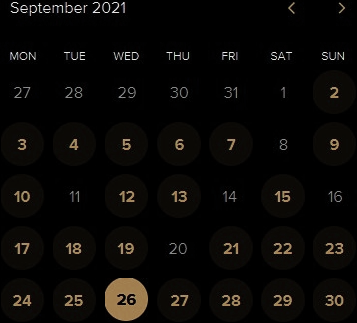 September 2021
MON TUE WED THU FRI SAT SUN
27 28 29 30 31 1 2
3 4 5 6 7 8 9
10 11 12 13 14 15 16
17 18 19 20 21 22 23
24 25 26 27 28 29 30